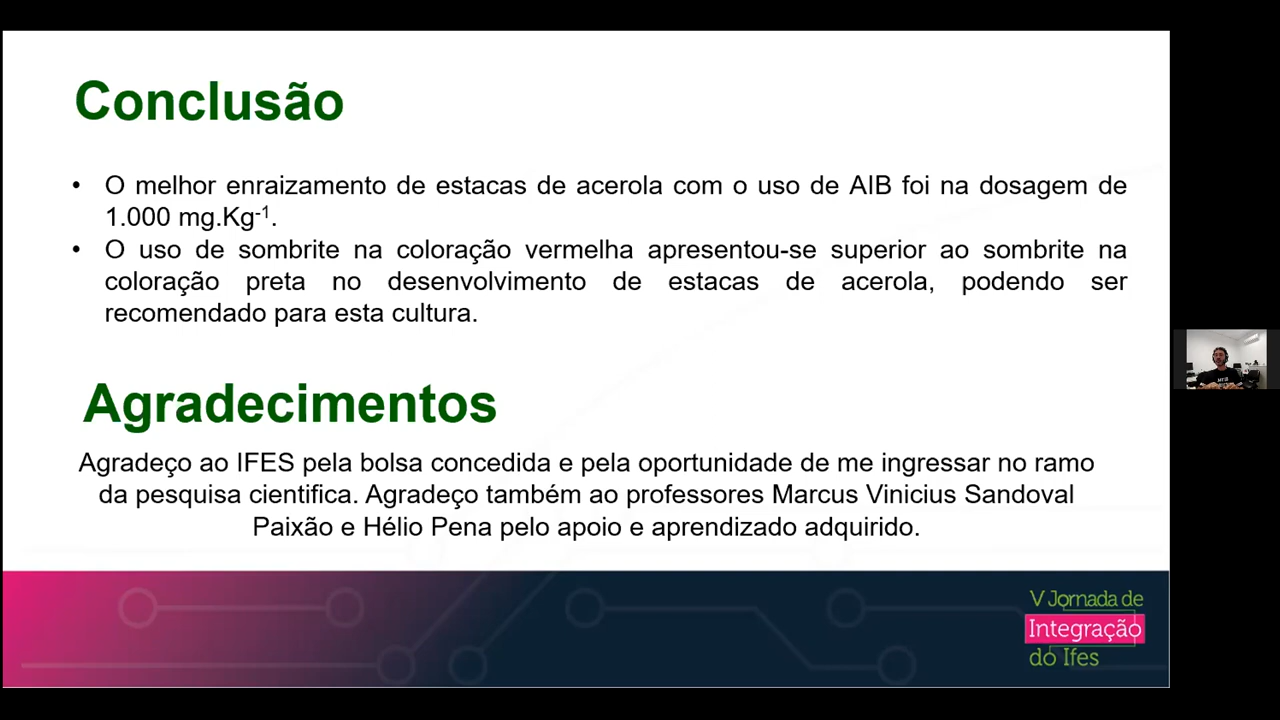 Conclusão
• O melhor enraizamento de estacas de acerola com o uso de AIB foi na dosagem de
1.000 mg.Kg⁻¹.
• O uso de sombrite na coloração vermelha apresentou-se superior ao sombrite na
coloração preta no desenvolvimento de estacas de acerola, podendo ser
recomendado para esta cultura.
Agradecimentos
Agradeço ao IFES pela bolsa concedida e pela oportunidade de me ingressar no ramo
da pesquisa cientifica. Agradeço também ao professores Marcus Vinicius Sandoval
Paixão e Hélio Pena pelo apoio e aprendizado adquirido.
V Jornada de
Integração
do Ifes